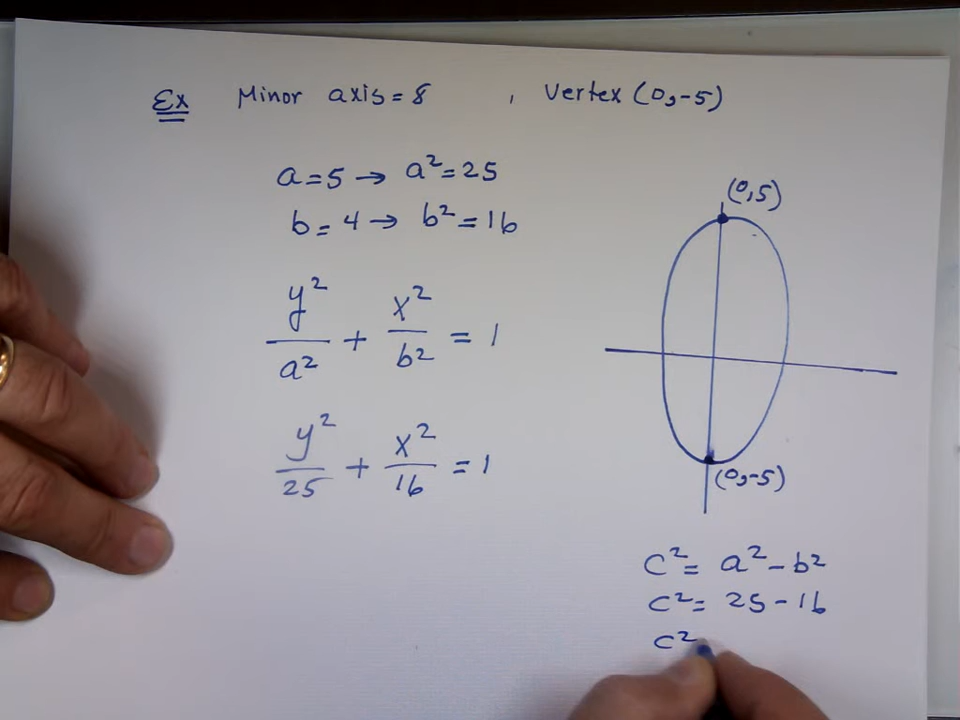 Ex Minor axis = 8 , Vertex (0,-5)
a = 5 → a² = 25
b = 4 → b² = 16
y²/a² + x²/b² = 1
y²/25 + x²/16 = 1
(0,5)
(0,-5)
c² = a² - b²
c² = 25 - 16
c²